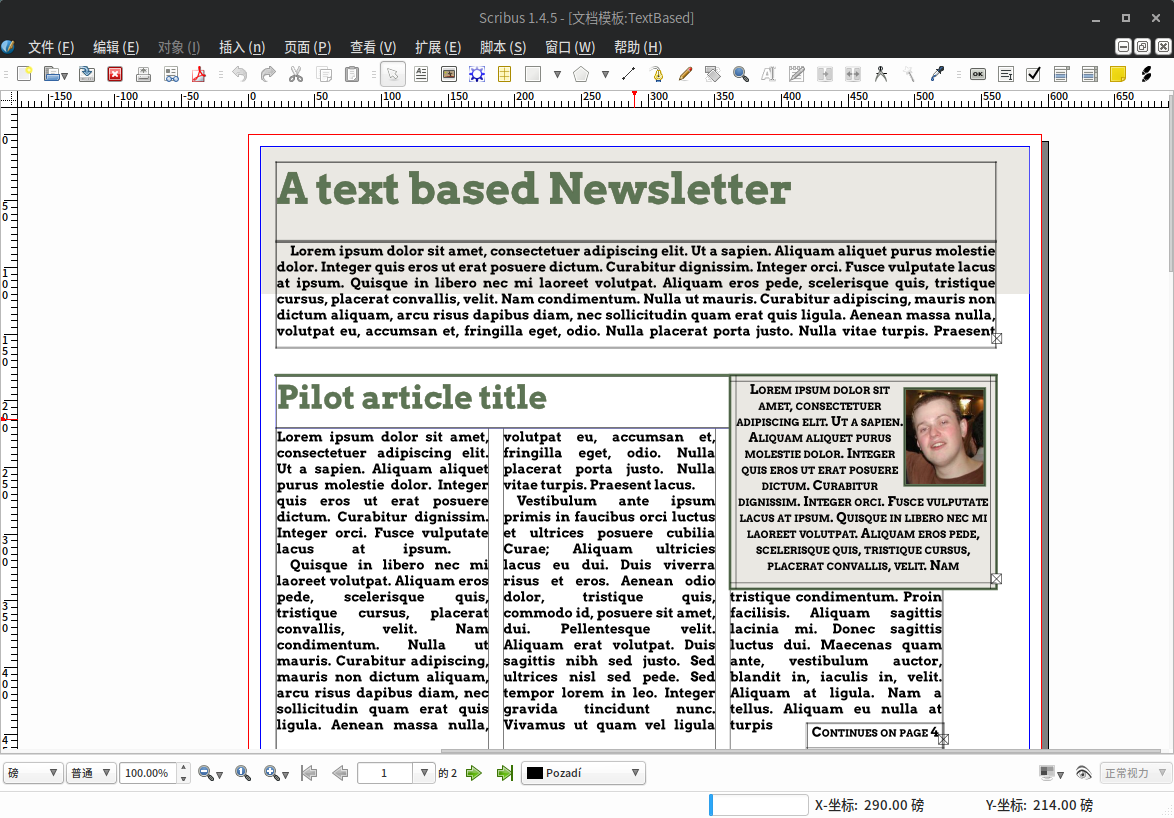 Scribus 1.4.5 - [文档模板:TextBased]
文件 (F) 编辑 (E) 对象 (I) 插入 (n) 页面 (P) 查看 (V) 扩展 (E) 脚本 (S) 窗口 (W) 帮助 (H)
OK
-150 -100 -50 0 50 100 150 200 250 300 350 400 450 500 550 600 650
0
50
100
150
200
250
300
350
400
4
A text based Newsletter
Lorem ipsum dolor sit amet, consectetuer adipiscing elit. Ut a sapien. Aliquam aliquet purus molestie
dolor. Integer quis eros ut erat posuere dictum. Curabitur dignissim. Integer orci. Fusce vulputate lacus
at ipsum. Quisque in libero nec mi laoreet volutpat. Aliquam eros pede, scelerisque quis, tristique
cursus, placerat convallis, velit. Nam condimentum. Nulla ut mauris. Curabitur adipiscing, mauris non
dictum aliquam, arcu risus dapibus diam, nec sollicitudin quam erat quis ligula. Aenean massa nulla,
volutpat eu, accumsan et, fringilla eget, odio. Nulla placerat porta justo. Nulla vitae turpis. Praesent
Pilot article title
Lorem ipsum dolor sit amet,
consectetuer adipiscing elit.
Ut a sapien. Aliquam aliquet
purus molestie dolor. Integer
quis eros ut erat posuere
dictum. Curabitur dignissim.
Integer orci. Fusce vulputate
lacus at ipsum.
Quisque in libero nec mi
laoreet volutpat. Aliquam eros
pede, scelerisque quis,
tristique cursus, placerat
convallis, velit. Nam
condimentum. Nulla ut
mauris. Curabitur adipiscing,
mauris non dictum aliquam,
arcu risus dapibus diam, nec
sollicitudin quam erat quis
ligula. Aenean massa nulla,
volutpat eu, accumsan et,
fringilla eget, odio. Nulla
placerat porta justo. Nulla
vitae turpis. Praesent lacus.
Vestibulum ante ipsum
primis in faucibus orci luctus
et ultrices posuere cubilia
Curae; Aliquam ultricies
lacus eu dui. Duis viverra
risus et eros. Aenean odio
dolor, tristique quis,
commodo id, posuere sit amet,
dui. Pellentesque velit.
Aliquam erat volutpat. Duis
sagittis nibh sed justo. Sed
ultrices nisl sed pede. Sed
tempor lorem in leo. Integer
gravida tincidunt nunc.
Vivamus ut quam vel ligula
Lorem ipsum dolor sit
amet, consectetuer
adipiscing elit. Ut a sapien.
Aliquam aliquet purus
molestie dolor. Integer
quis eros ut erat posuere
dictum. Curabitur
dignissim. Integer orci. Fusce vulputate
lacus at ipsum. Quisque in libero nec mi
laoreet volutpat. Aliquam eros pede,
scelerisque quis, tristique cursus,
placerat convallis, velit. Nam
tristique condimentum. Proin
facilisis. Aliquam sagittis
lacinia mi. Donec sagittis
luctus dui. Maecenas quam
ante, vestibulum auctor,
blandit in, iaculis in, velit.
Aliquam at ligula. Nam a
tellus. Aliquam eu nulla at
turpis
Continues on page 4
磅 普通 100.00% 1 的 2 Pozadí 正常视力
X-坐标: 290.00 磅 Y-坐标: 214.00 磅